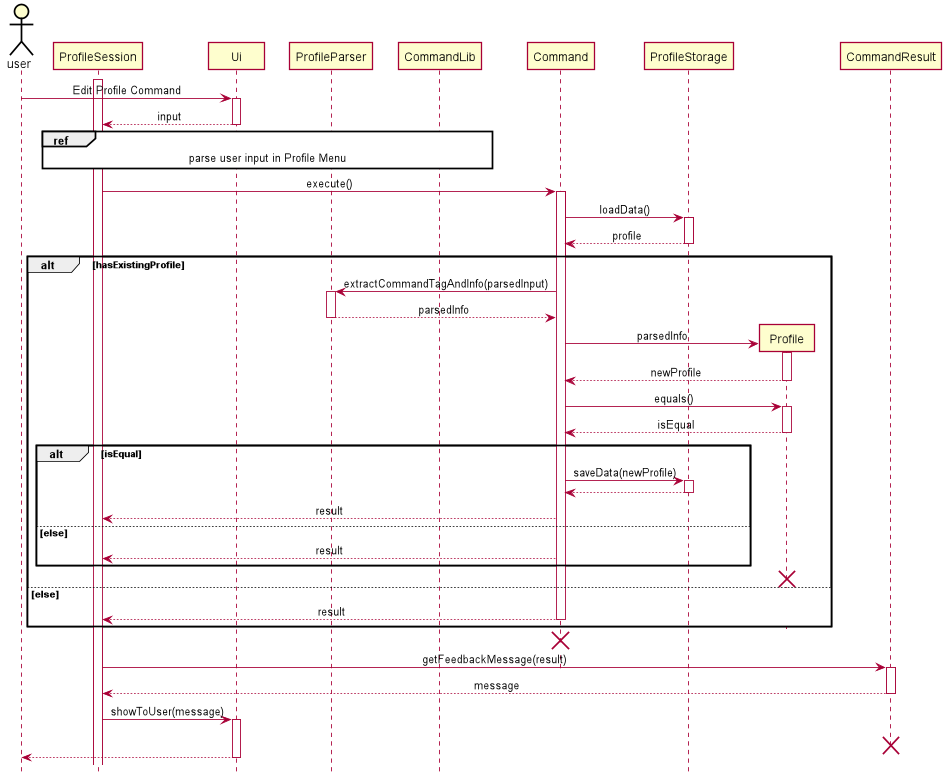 user
ProfileSession
Ui
ProfileParser
CommandLib
Command
ProfileStorage
CommandResult
Edit Profile Command
input
ref
parse user input in Profile Menu
execute()
loadData()
profile
alt
[hasExistingProfile]
extractCommandTagAndInfo(parsedInput)
parsedInfo
parsedInfo
Profile
newProfile
equals()
isEqual
alt
[isEqual]
saveData(newProfile)
result
[else]
result
[else]
result
getFeedbackMessage(result)
message
showToUser(message)